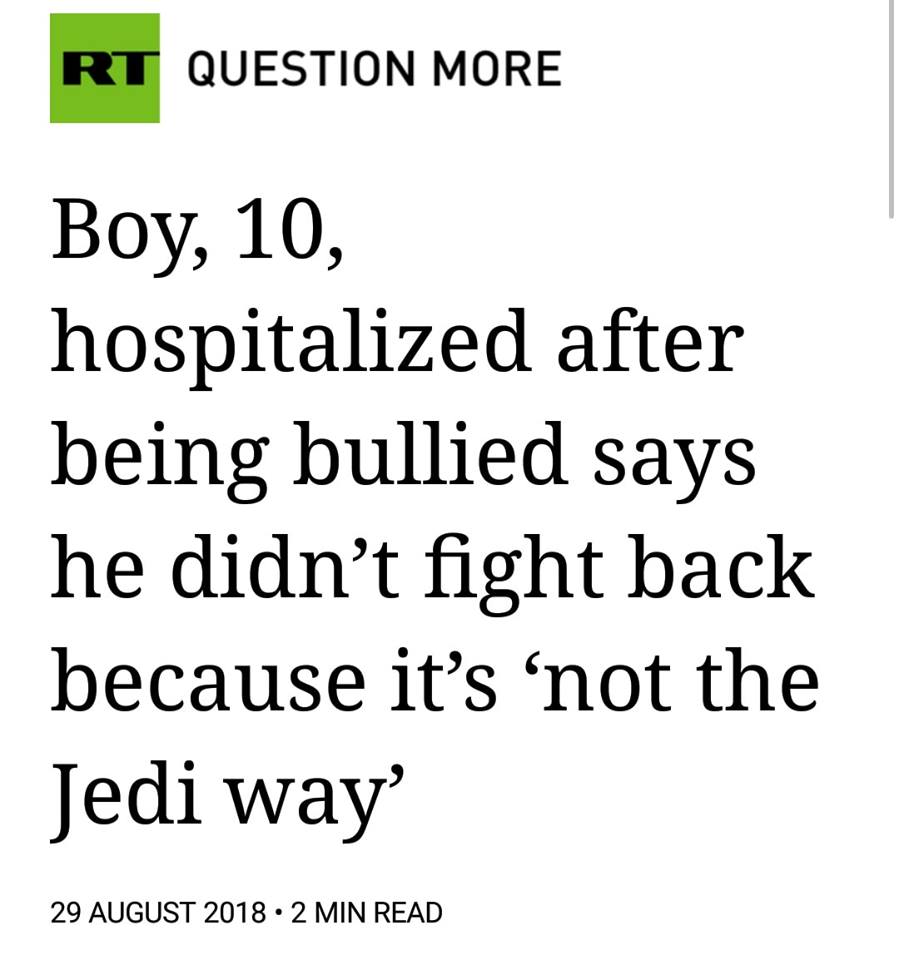 RT QUESTION MORE
Boy, 10,
hospitalized after
being bullied says
he didn’t fight back
because it’s ‘not the
Jedi way’
29 AUGUST 2018 • 2 MIN READ